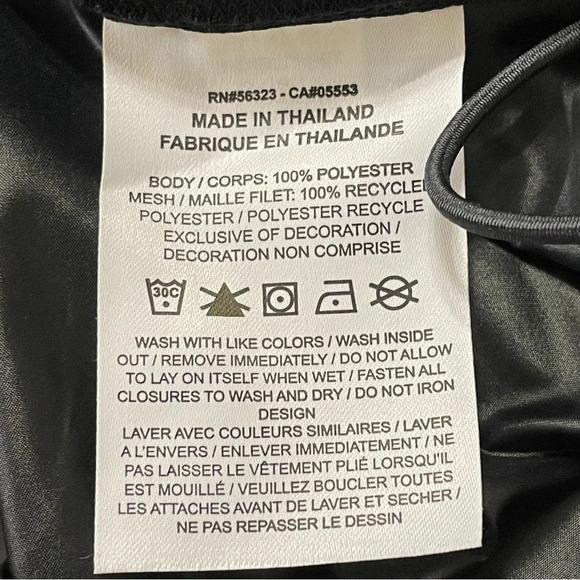 RN#56323 - CA#05553
MADE IN THAILAND
FABRIQUE EN THAILANDE
BODY / CORPS: 100% POLYESTER
MESH / MAILLE FILET: 100% RECYCLED
POLYESTER / POLYESTER RECYCLE
EXCLUSIVE OF DECORATION /
DECORATION NON COMPRISE
30C
WASH WITH LIKE COLORS / WASH INSIDE
OUT / REMOVE IMMEDIATELY / DO NOT ALLOW
TO LAY ON ITSELF WHEN WET / FASTEN ALL
CLOSURES TO WASH AND DRY / DO NOT IRON
DESIGN
LAVER AVEC COULEURS SIMILAIRES / LAVER
A L'ENVERS / ENLEVER IMMEDIATEMENT / NE
PAS LAISSER LE VÊTEMENT PLIÉ LORSQU'IL
EST MOUILLÉ / VEUILLEZ BOUCLER TOUTES
LES ATTACHES AVANT DE LAVER ET SECHER /
NE PAS REPASSER LE DESSIN